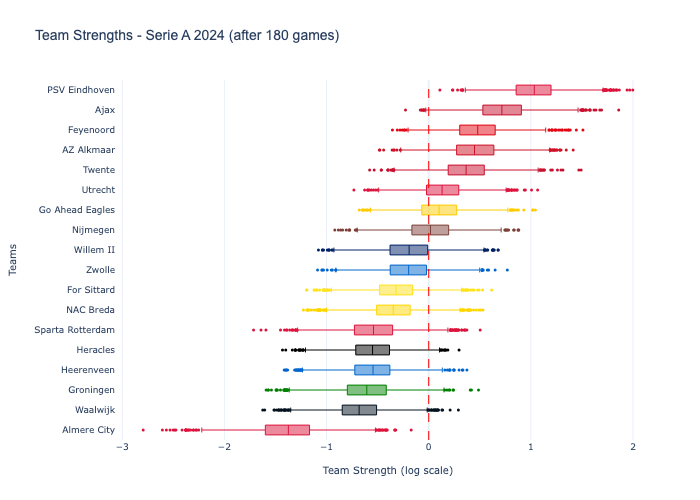 Team Strengths - Serie A 2024 (after 180 games)
PSV Eindhoven
Ajax
Feyenoord
AZ Alkmaar
Twente
Utrecht
Go Ahead Eagles
Nijmegen
Willem II
Zwolle
For Sittard
NAC Breda
Sparta Rotterdam
Heracles
Heerenveen
Groningen
Waalwijk
Almere City
Teams
−3 −2 −1 0 1 2
Team Strength (log scale)